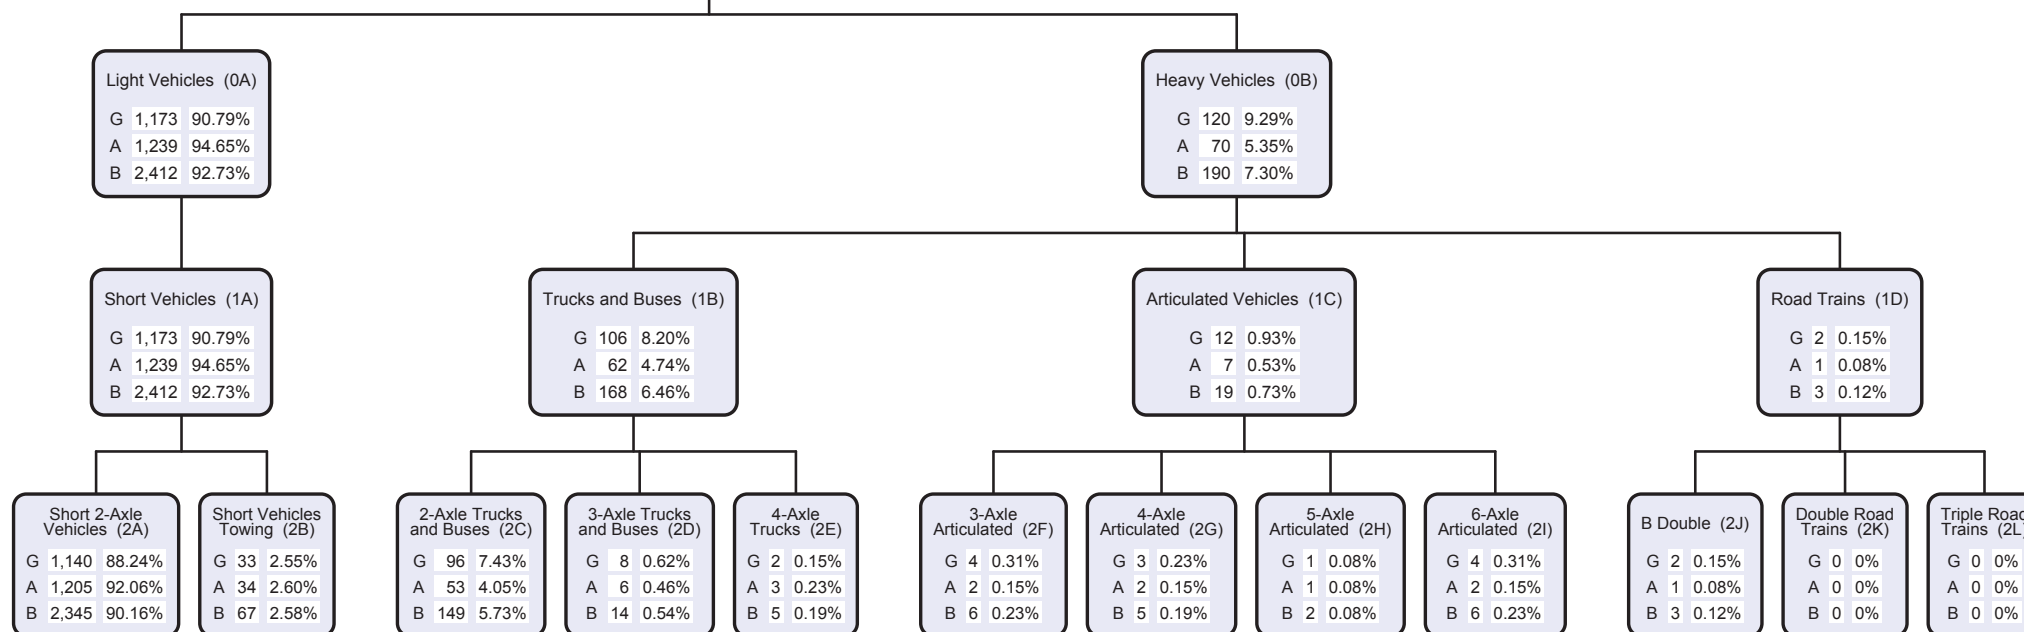 Light Vehicles (0A)
G 1,173 90.79%
A 1,239 94.65%
B 2,412 92.73%
Heavy Vehicles (0B)
G 120 9.29%
A 70 5.35%
B 190 7.30%
Short Vehicles (1A)
G 1,173 90.79%
A 1,239 94.65%
B 2,412 92.73%
Trucks and Buses (1B)
G 106 8.20%
A 62 4.74%
B 168 6.46%
Articulated Vehicles (1C)
G 12 0.93%
A 7 0.53%
B 19 0.73%
Road Trains (1D)
G 2 0.15%
A 1 0.08%
B 3 0.12%
Short 2-Axle
Vehicles (2A)
G 1,140 88.24%
A 1,205 92.06%
B 2,345 90.16%
Short Vehicles
Towing (2B)
G 33 2.55%
A 34 2.60%
B 67 2.58%
2-Axle Trucks
and Buses (2C)
G 96 7.43%
A 53 4.05%
B 149 5.73%
3-Axle Trucks
and Buses (2D)
G 8 0.62%
A 6 0.46%
B 14 0.54%
4-Axle
Trucks (2E)
G 2 0.15%
A 3 0.23%
B 5 0.19%
3-Axle
Articulated (2F)
G 4 0.31%
A 2 0.15%
B 6 0.23%
4-Axle
Articulated (2G)
G 3 0.23%
A 2 0.15%
B 5 0.19%
5-Axle
Articulated (2H)
G 1 0.08%
A 1 0.08%
B 2 0.08%
6-Axle
Articulated (2I)
G 4 0.31%
A 2 0.15%
B 6 0.23%
B Double (2J)
G 2 0.15%
A 1 0.08%
B 3 0.12%
Double Road
Trains (2K)
G 0 0%
A 0 0%
B 0 0%
Triple Road
Trains (2L)
G 0 0%
A 0 0%
B 0 0%